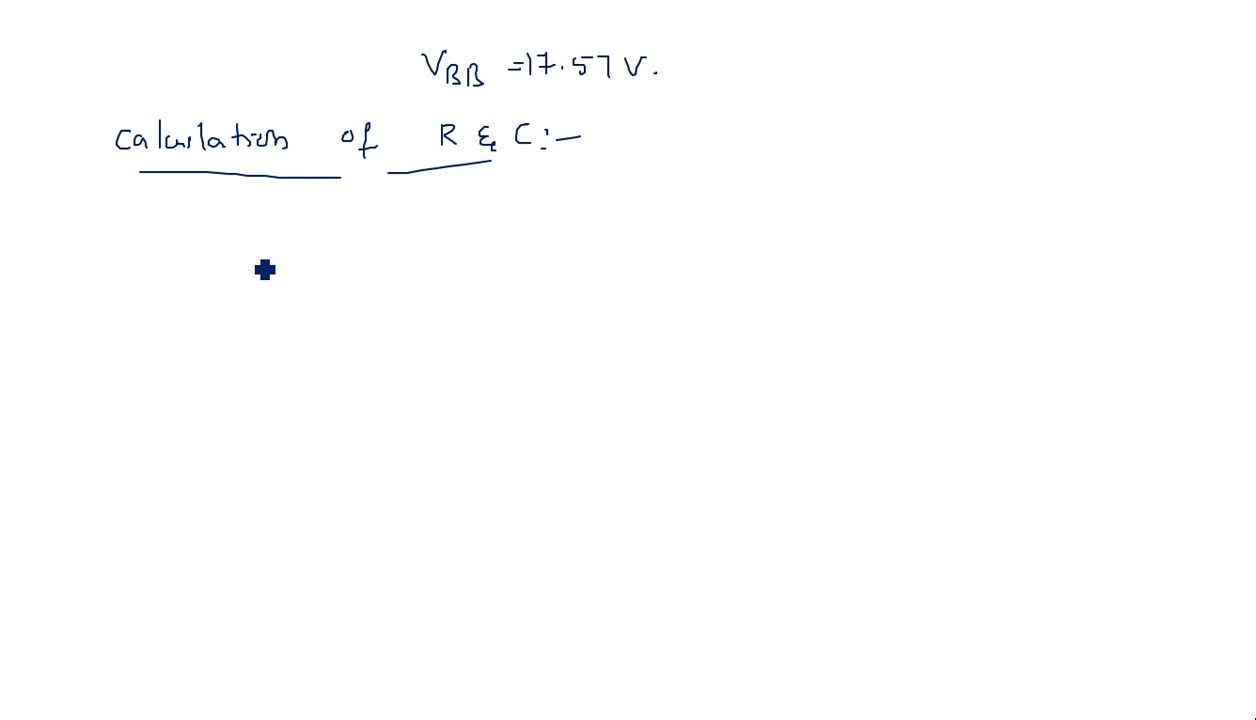 VBB = 17.57 V.
Calculation of R & C :-